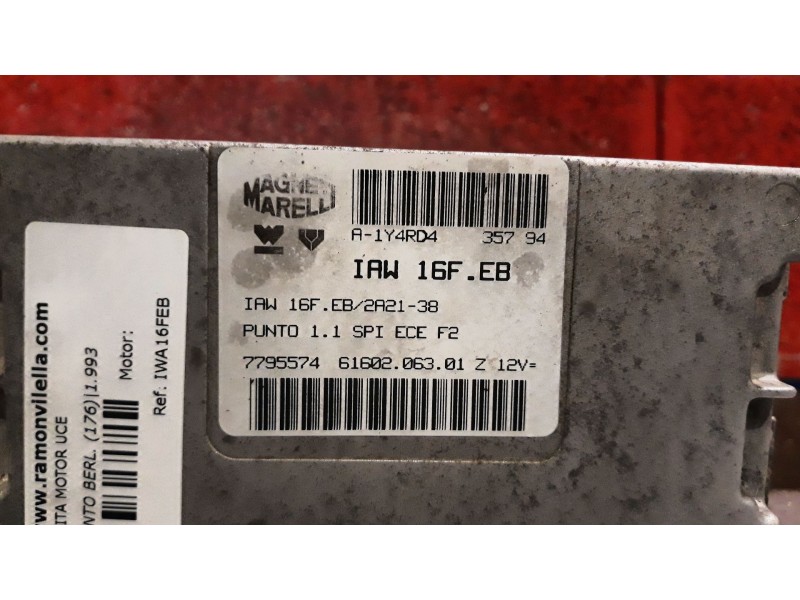 MAGNETI
MARELLI
A-1Y4RD4 357 94
IAW 16F.EB
IAW 16F.EB/2A21-38
PUNTO 1.1 SPI ECE F2
7795574 61602.063.01 Z 12V=
www.ramonvilella.com
ITA MOTOR UCE
NTO BERL. (176)|1.993
Motor:
Ref. IWA16FEB